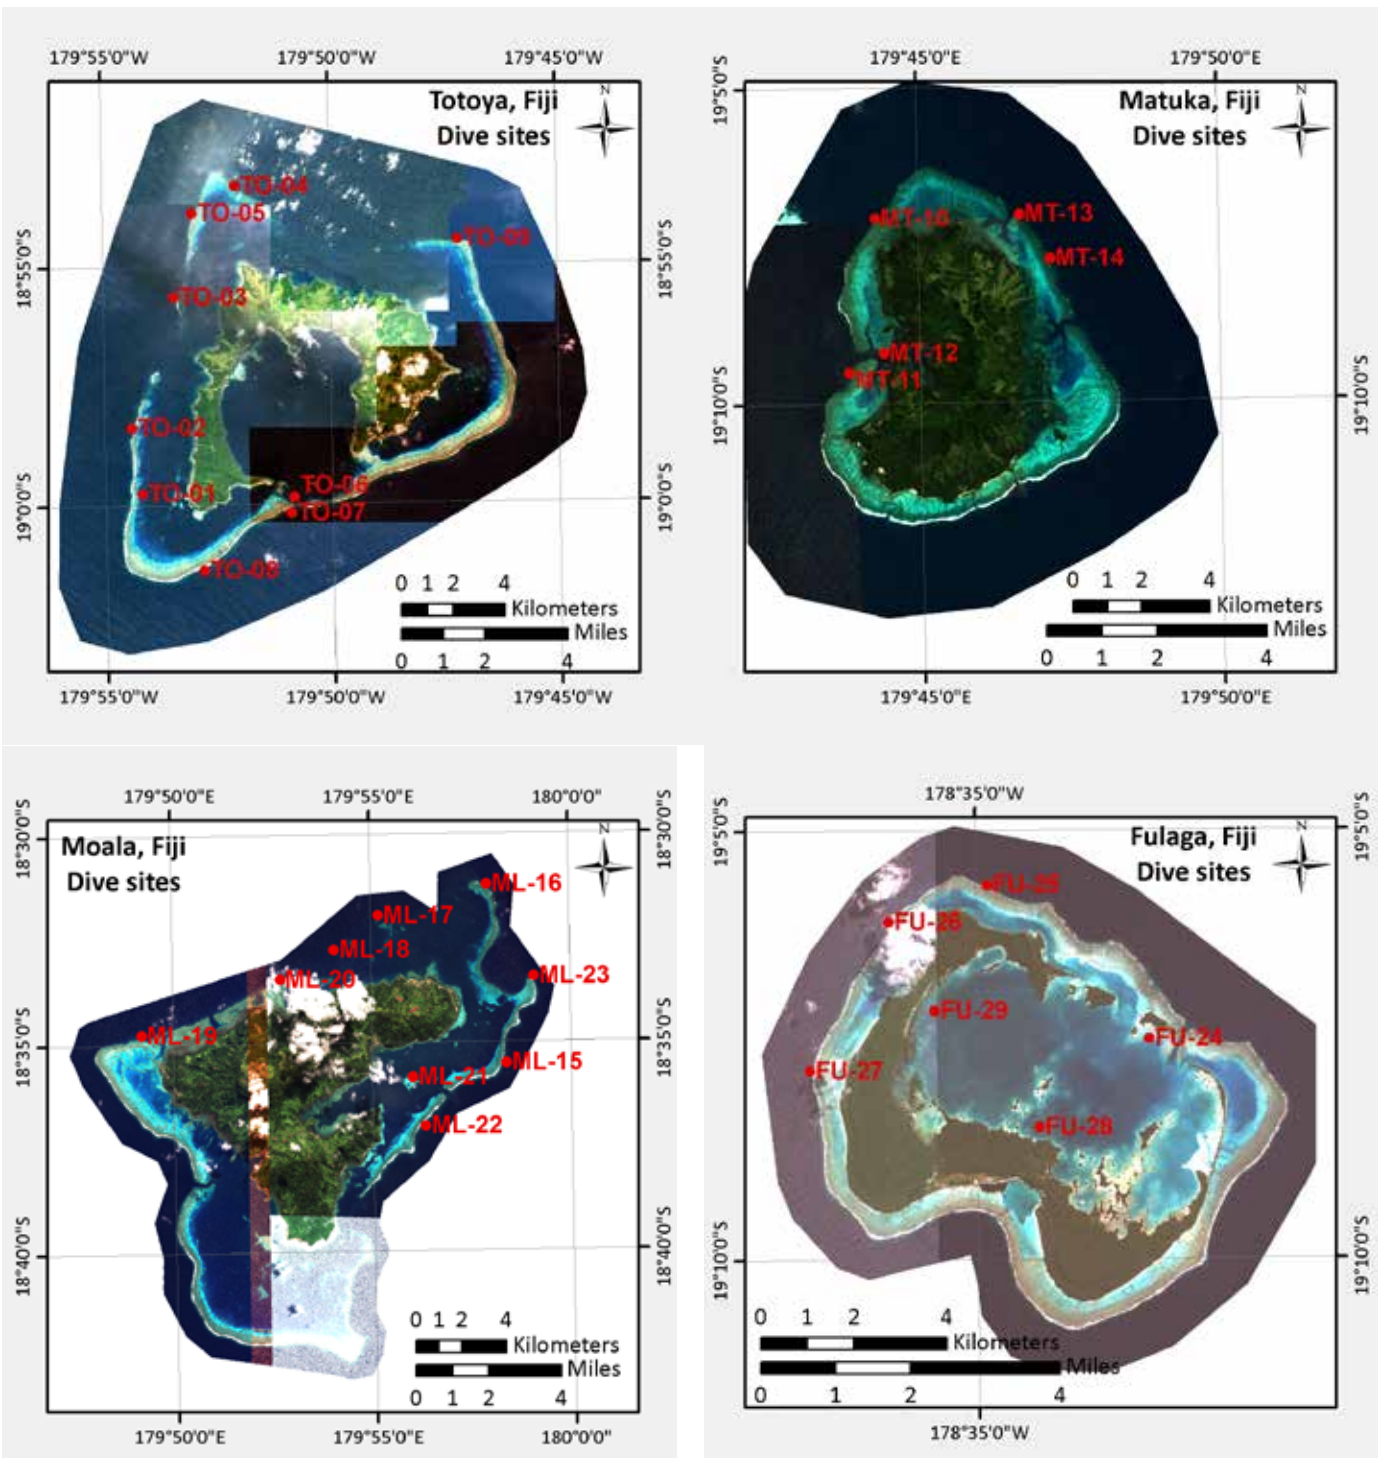 179°55'0"W
179°50'0"W
179°45'0"W
Totoya, Fiji
Dive sites
N
18°55'0"S
19°0'0"S
18°55'0"S
19°0'0"S
TO-04
TO-05
TO-09
TO-03
TO-02
TO-01
TO-06
TO-07
TO-08
0 1 2 4
Kilometers
Miles
0 1 2 4
179°55'0"W
179°50'0"W
179°45'0"W
179°45'0"E
179°50'0"E
Matuka, Fiji
Dive sites
N
19°5'0"S
19°10'0"S
19°10'0"S
MT-13
MT-14
MT-12
MT-11
0 1 2 4
Kilometers
Miles
0 1 2 4
179°45'0"E
179°50'0"E
179°50'0"E
179°55'0"E
180°0'0"
Moala, Fiji
Dive sites
N
18°30'0"S
18°35'0"S
18°40'0"S
18°30'0"S
18°35'0"S
18°40'0"S
ML-16
ML-17
ML-18
ML-20
ML-23
ML-19
ML-15
ML-21
ML-22
0 1 2 4
Kilometers
Miles
0 1 2 4
179°50'0"E
179°55'0"E
180°0'0"
178°35'0"W
Fulaga, Fiji
Dive sites
N
19°5'0"S
19°10'0"S
19°5'0"S
19°10'0"S
FU-25
FU-26
FU-29
FU-24
FU-27
FU-28
0 1 2 4
Kilometers
Miles
0 1 2 4
178°35'0"W